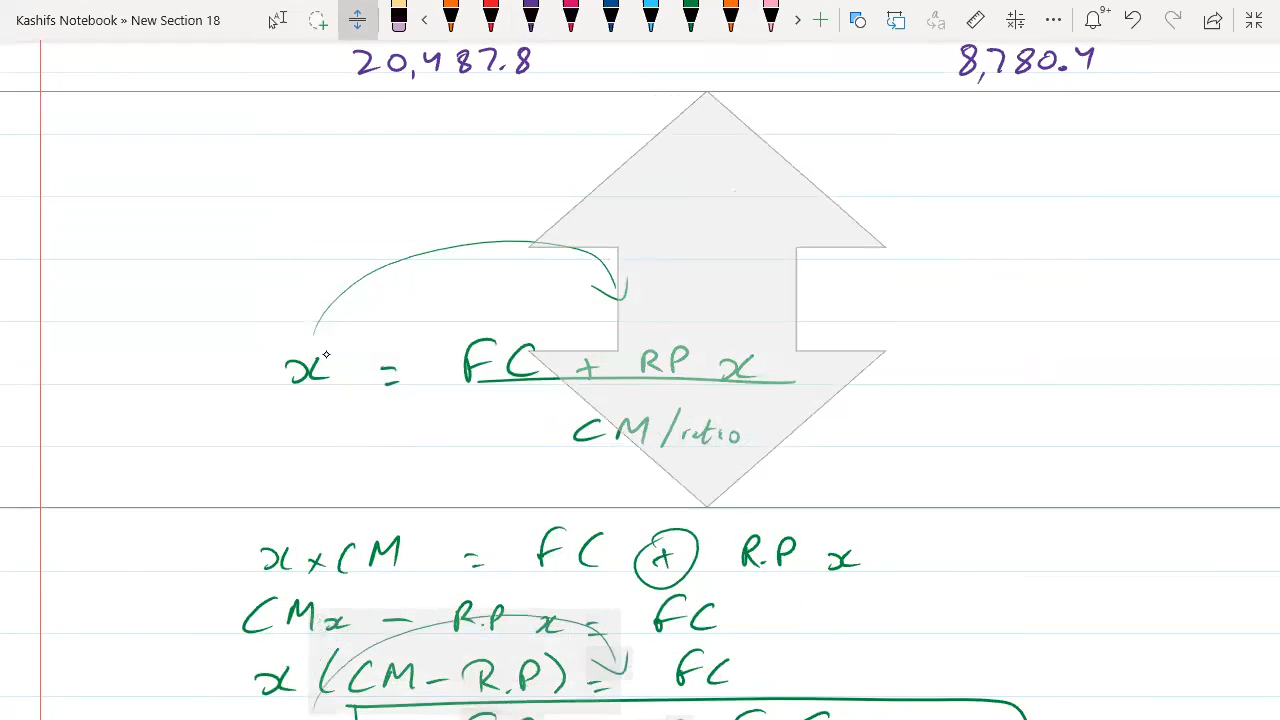 Kashifs Notebook » New Section 18
9+
20,487.8 8,780.4
x = FC + RP x
CM/ratio
x × CM = FC + R.P x
CMx - R.P x = FC
x (CM - R.P) = FC